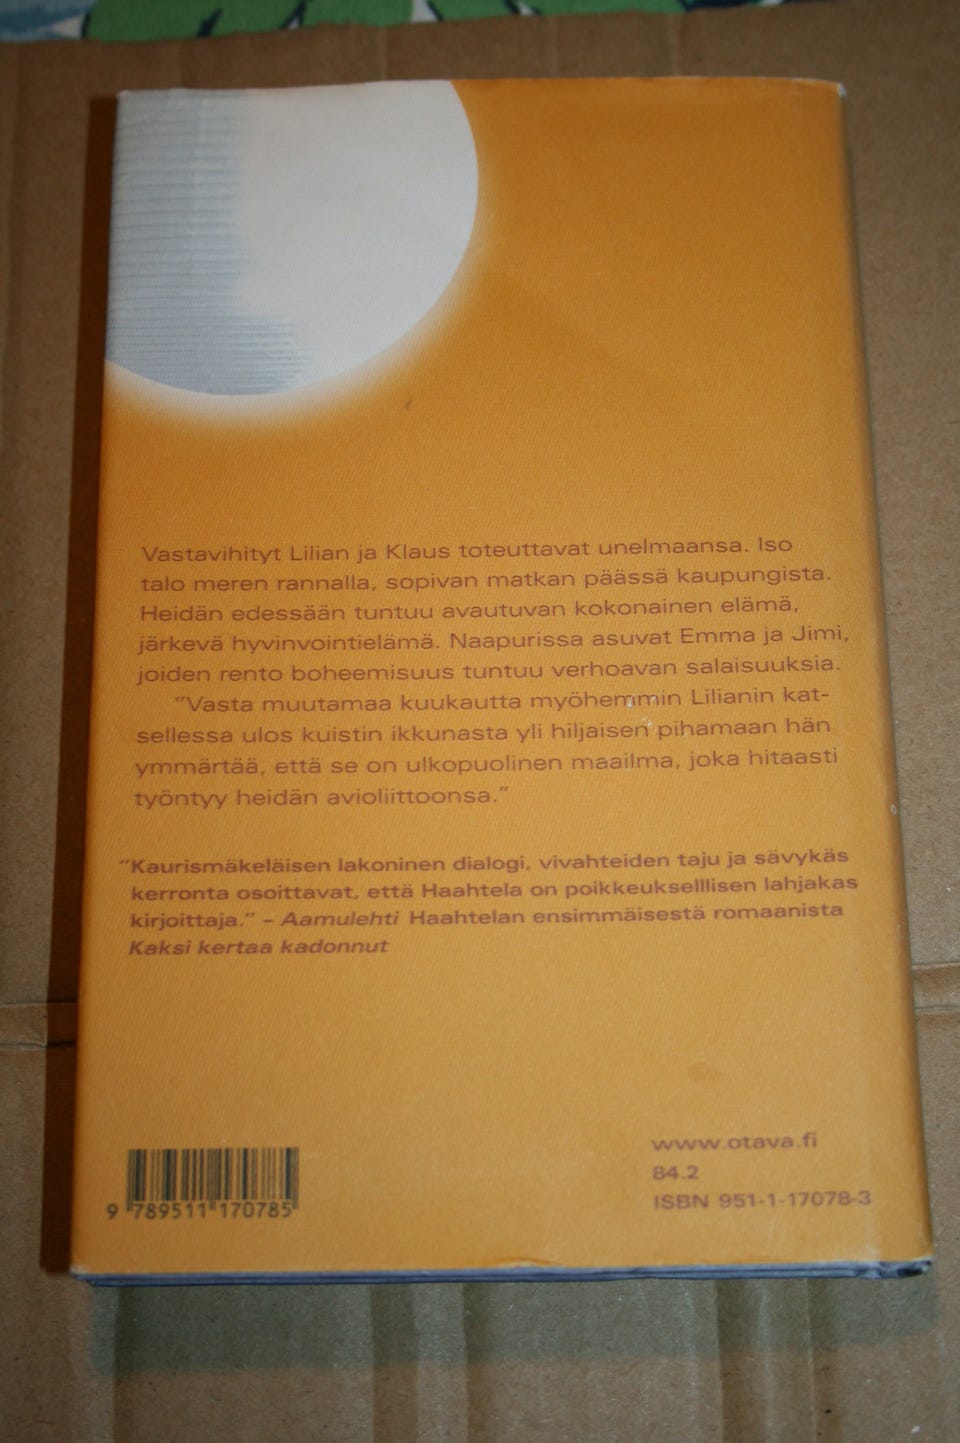 Vastavihityt Lilian ja Klaus toteuttavat unelmaansa. Iso
talo meren rannalla, sopivan matkan päässä kaupungista.
Heidän edessään tuntuu avautuvan kokonainen elämä,
järkevä hyvinvointielämä. Naapurissa asuvat Emma ja Jimi,
joiden rento boheemisuus tuntuu verhoavan salaisuuksia.
"Vasta muutamaa kuukautta myöhemmin Lilianin kat-
sellessa ulos kuistin ikkunasta yli hiljaisen pihamaan hän
ymmärtää, että se on ulkopuolinen maailma, joka hitaasti
työntyy heidän avioliittoonsa."
"Kaurismäkeläisen lakoninen dialogi, vivahteiden taju ja sävykäs
kerronta osoittavat, että Haahtela on poikkeukselllisen lahjakas
kirjoittaja." – Aamulehti Haahtelan ensimmäisestä romaanista
Kaksi kertaa kadonnut
www.otava.fi
84.2
ISBN 951-1-17078-3
9 789511 170785